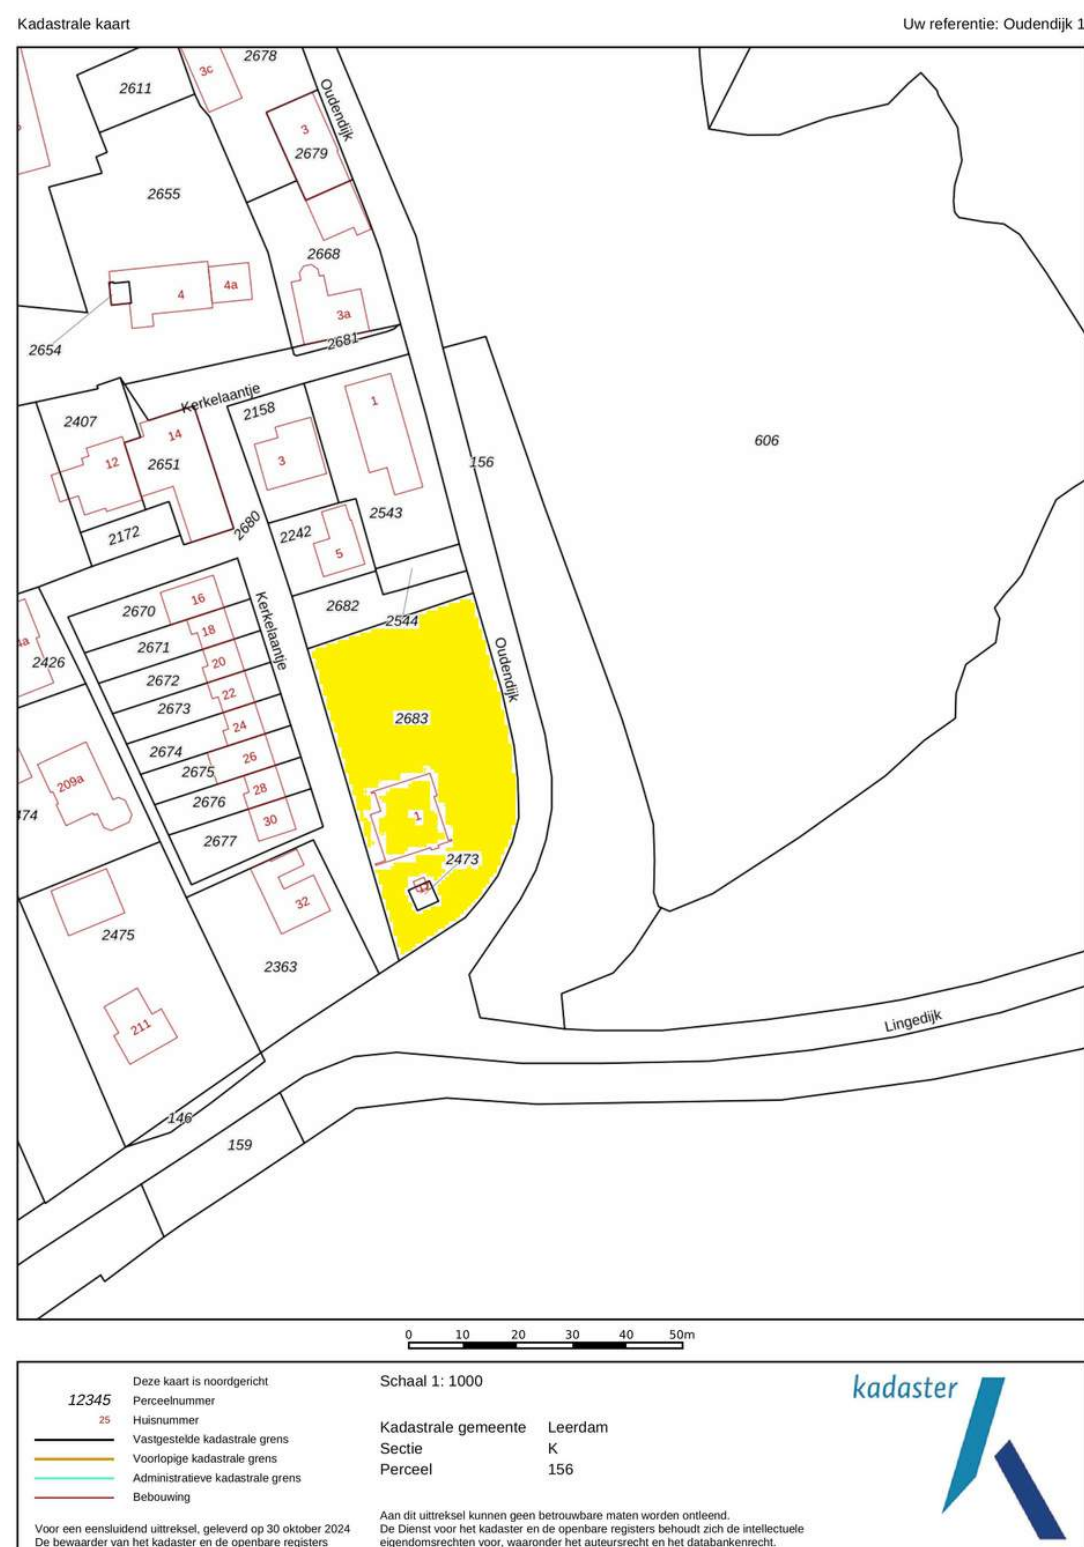 Kadastrale kaart
Uw referentie: Oudendijk 1
2678
3c
2611
Oudendijk
3
2679
2655
2668
4a
4
3a
2681
2654
Kerkelaantje
2158
1
2407
14
606
12
2651
3
156
2543
2680
2242
2172
5
16
2670
2682
Kerkelaantje
2544
18
4a
2671
2426
20
Oudendijk
2672
22
2673
2683
24
2674
26
2675
209a
28
2676
474
1
30
2677
2473
12
32
2475
2363
Lingedijk
211
146
159
0 10 20 30 40 50m
Deze kaart is noordgericht
12345 Perceelnummer
25 Huisnummer
Vastgestelde kadastrale grens
Voorlopige kadastrale grens
Administratieve kadastrale grens
Bebouwing
Voor een eensluidend uittreksel, geleverd op 30 oktober 2024
De bewaarder van het kadaster en de openbare registers
Schaal 1: 1000
Kadastrale gemeente Leerdam
Sectie K
Perceel 156
Aan dit uittreksel kunnen geen betrouwbare maten worden ontleend.
De Dienst voor het kadaster en de openbare registers behoudt zich de intellectuele
eigendomsrechten voor, waaronder het auteursrecht en het databankenrecht.
kadaster